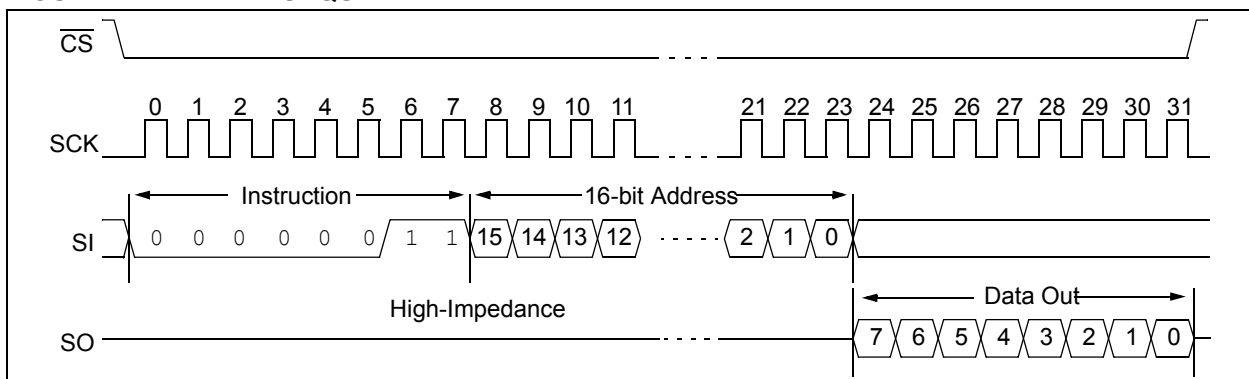 CS
0 1 2 3 4 5 6 7 8 9 10 11 21 22 23 24 25 26 27 28 29 30 31
SCK
Instruction 16-bit Address
SI 0 0 0 0 0 0 1 1 15 14 13 12 2 1 0
High-Impedance Data Out
SO 7 6 5 4 3 2 1 0